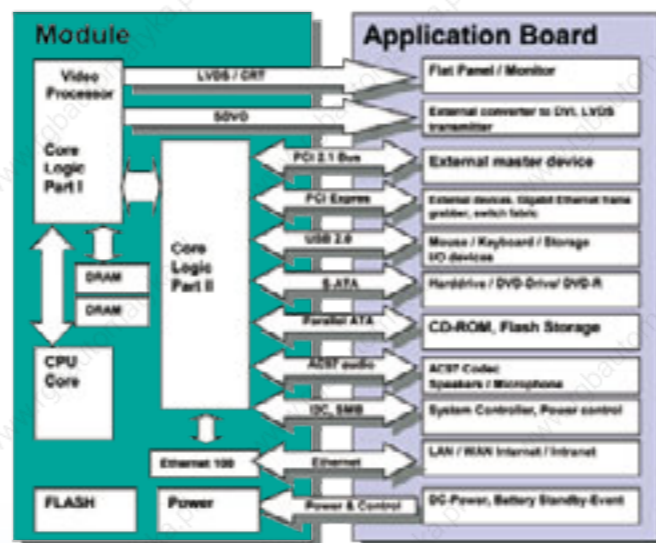 Module
Application Board
Video
Processor
Core
Logic
Part I
LVDS / CRT
Flat Panel / Monitor
SDVO
External converter to DVI, LVDS
transmitter
PCI 2.1 Bus
External master device
PCI Expres
External devices, Gigabit Ethernet frame
grabber, switch fabric
USB 2.0
Mouse / Keyboard / Storage
I/O devices
Core
Logic
Part II
DRAM
DRAM
S-ATA
Harddrive / DVD-Drive/ DVD-R
Parallel ATA
CD-ROM, Flash Storage
CPU
Core
AC97 audio
AC97 Codec
Speakers / Microphone
I2C, SMB
System Controller, Power control
Ethernet 100
Ethernet
LAN / WAN Internet / Intranet
FLASH
Power
Power & Control
DC-Power, Battery Standby-Event